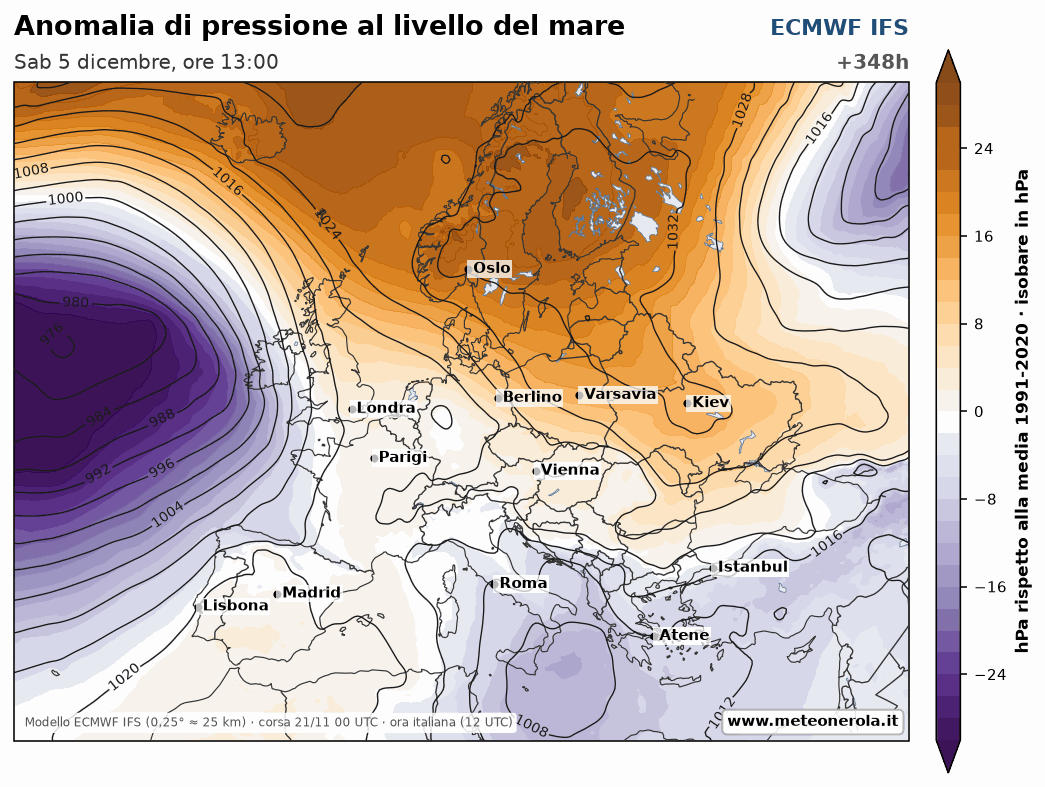 Anomalia di pressione al livello del mare
ECMWF IFS
Sab 5 dicembre, ore 13:00
+348h
1028
1016
24
1008
1016
1000
1024
1032
16
Oslo
hPa rispetto alla media 1991-2020 · isobare in hPa
980
976
8
Berlino
Varsavia
Kiev
Londra
0
984
988
Parigi
Vienna
992
996
−8
1004
1016
Istanbul
Roma
−16
Madrid
Lisbona
Atene
1020
−24
1012
1008
Modello ECMWF IFS (0,25° ≈ 25 km) · corsa 21/11 00 UTC · ora italiana (12 UTC)
www.meteonerola.it